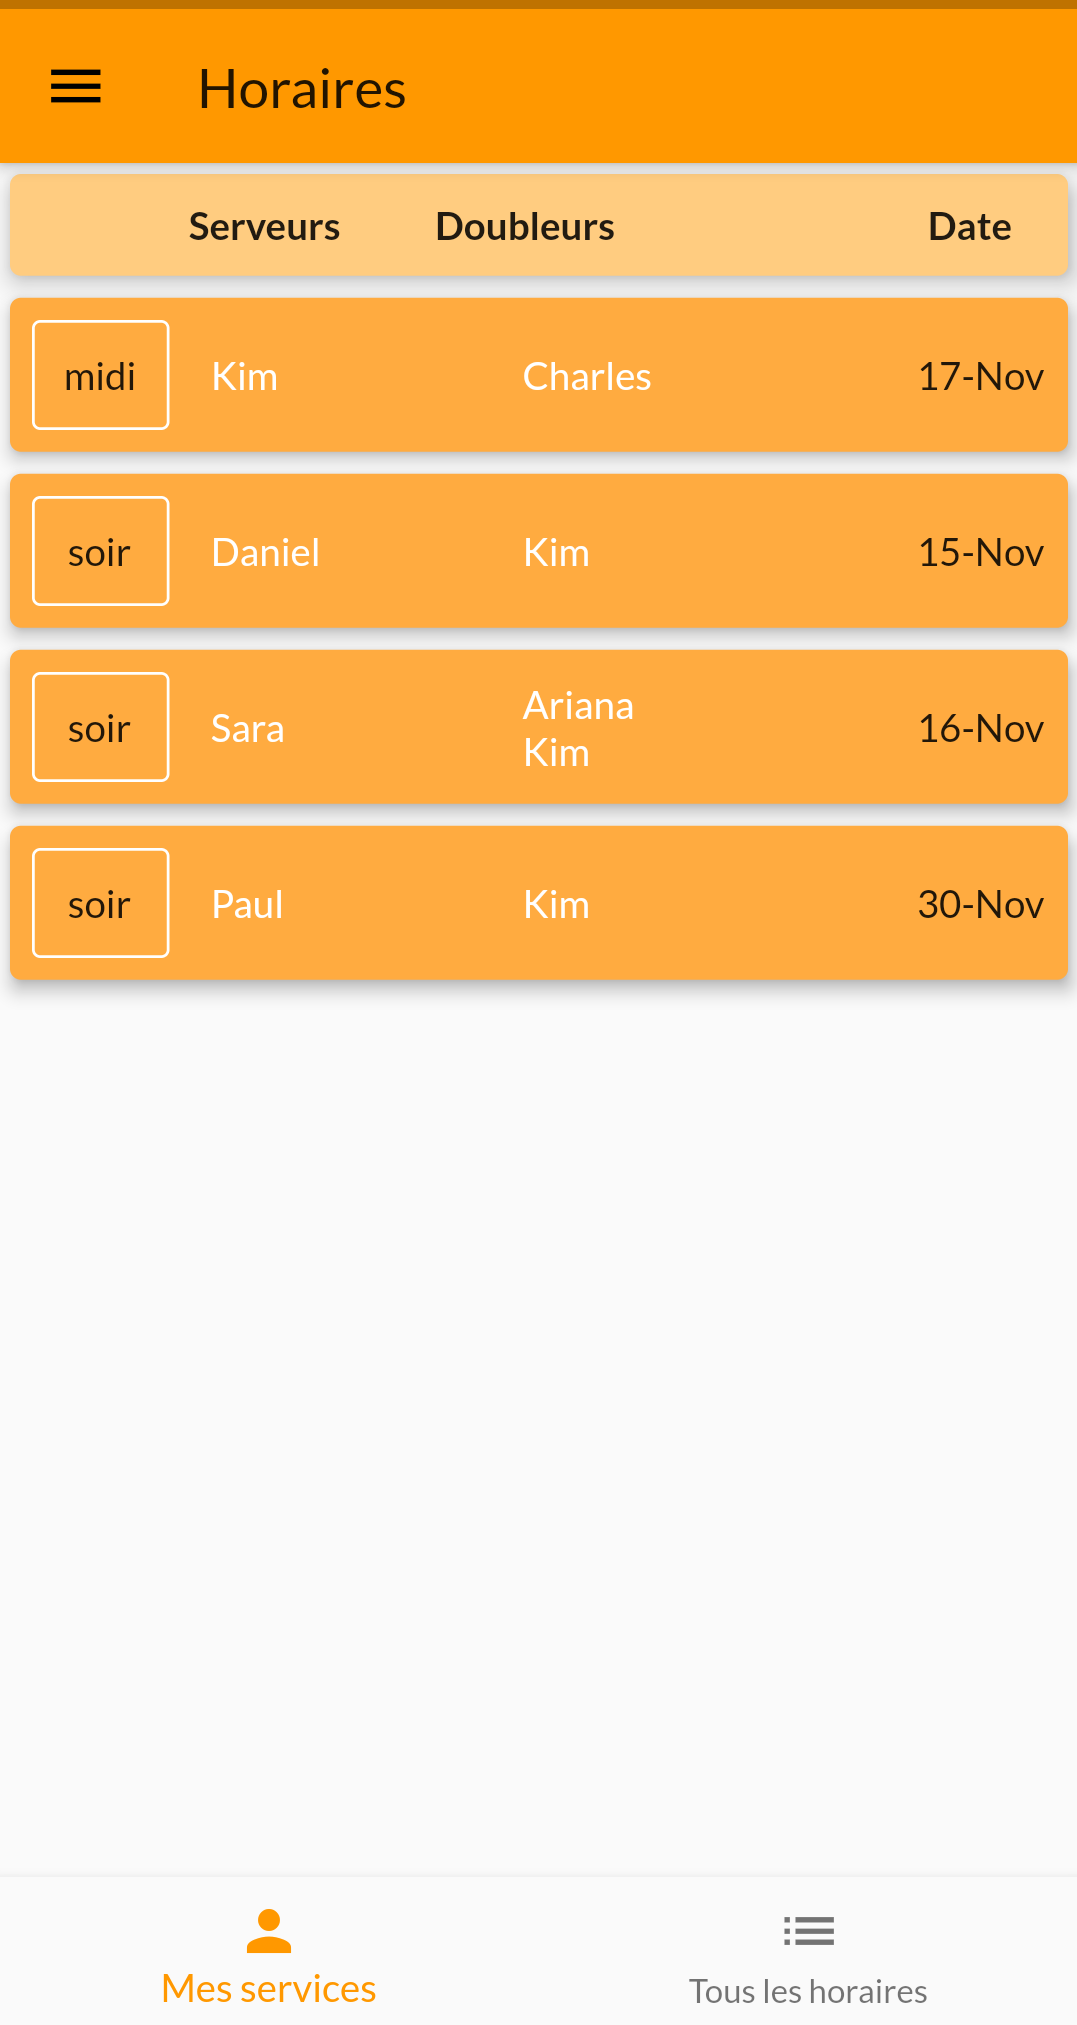 Horaires
Serveurs Doubleurs Date
midi Kim Charles 17-Nov
soir Daniel Kim 15-Nov
soir Sara Ariana Kim 16-Nov
soir Paul Kim 30-Nov
Mes services Tous les horaires